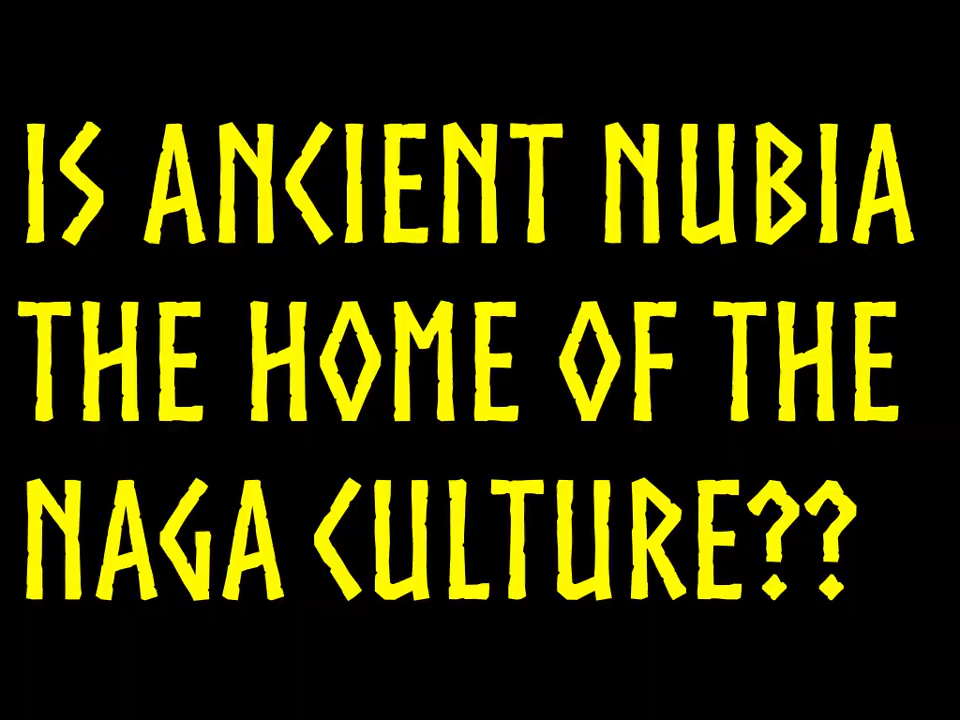 IS ANCIENT NUBIA
THE HOME OF THE
NAGA CULTURE??